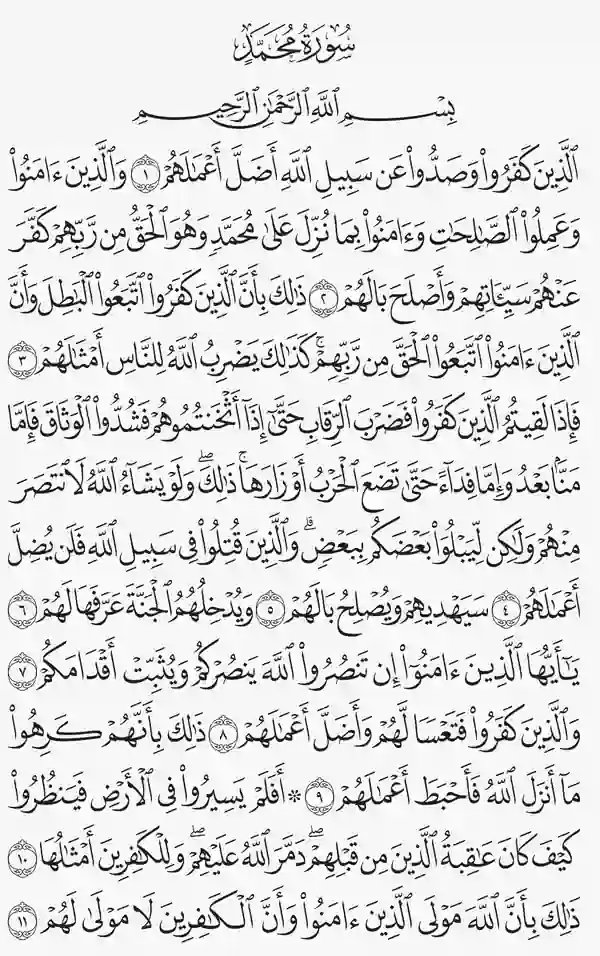 سُورَةُ مُحَمَّدٍ
بِسْمِ ٱللَّهِ ٱلرَّحْمَٰنِ ٱلرَّحِيمِ
ٱلَّذِينَ كَفَرُوا۟ وَصَدُّوا۟ عَن سَبِيلِ ٱللَّهِ أَضَلَّ أَعْمَٰلَهُمْ ١ وَٱلَّذِينَ ءَامَنُوا۟
وَعَمِلُوا۟ ٱلصَّٰلِحَٰتِ وَءَامَنُوا۟ بِمَا نُزِّلَ عَلَىٰ مُحَمَّدٍ وَهُوَ ٱلْحَقُّ مِن رَّبِّهِمْ كَفَّرَ
عَنْهُمْ سَيِّـَٔاتِهِمْ وَأَصْلَحَ بَالَهُمْ ٢ ذَٰلِكَ بِأَنَّ ٱلَّذِينَ كَفَرُوا۟ ٱتَّبَعُوا۟ ٱلْبَٰطِلَ وَأَنَّ
ٱلَّذِينَ ءَامَنُوا۟ ٱتَّبَعُوا۟ ٱلْحَقَّ مِن رَّبِّهِمْ ۚ كَذَٰلِكَ يَضْرِبُ ٱللَّهُ لِلنَّاسِ أَمْثَٰلَهُمْ ٣
فَإِذَا لَقِيتُمُ ٱلَّذِينَ كَفَرُوا۟ فَضَرْبَ ٱلرِّقَابِ حَتَّىٰٓ إِذَآ أَثْخَنتُمُوهُمْ فَشُدُّوا۟ ٱلْوَثَاقَ فَإِمَّا
مَنًّۢا بَعْدُ وَإِمَّا فِدَآءً حَتَّىٰ تَضَعَ ٱلْحَرْبُ أَوْزَارَهَا ۚ ذَٰلِكَ ۖ وَلَوْ يَشَآءُ ٱللَّهُ لَٱنتَصَرَ
مِنْهُمْ وَلَٰكِن لِّيَبْلُوَا۟ بَعْضَكُم بِبَعْضٍ ۗ وَٱلَّذِينَ قُتِلُوا۟ فِى سَبِيلِ ٱللَّهِ فَلَن يُضِلَّ
أَعْمَٰلَهُمْ ٤ سَيَهْدِيهِمْ وَيُصْلِحُ بَالَهُمْ ٥ وَيُدْخِلُهُمُ ٱلْجَنَّةَ عَرَّفَهَا لَهُمْ ٦
يَٰٓأَيُّهَا ٱلَّذِينَ ءَامَنُوٓا۟ إِن تَنصُرُوا۟ ٱللَّهَ يَنصُرْكُمْ وَيُثَبِّتْ أَقْدَامَكُمْ ٧
وَٱلَّذِينَ كَفَرُوا۟ فَتَعْسًا لَّهُمْ وَأَضَلَّ أَعْمَٰلَهُمْ ٨ ذَٰلِكَ بِأَنَّهُمْ كَرِهُوا۟
مَآ أَنزَلَ ٱللَّهُ فَأَحْبَطَ أَعْمَٰلَهُمْ ٩ ۞ أَفَلَمْ يَسِيرُوا۟ فِى ٱلْأَرْضِ فَيَنظُرُوا۟
كَيْفَ كَانَ عَٰقِبَةُ ٱلَّذِينَ مِن قَبْلِهِمْ ۖ دَمَّرَ ٱللَّهُ عَلَيْهِمْ ۖ وَلِلْكَٰفِرِينَ أَمْثَٰلُهَا ١٠
ذَٰلِكَ بِأَنَّ ٱللَّهَ مَوْلَى ٱلَّذِينَ ءَامَنُوا۟ وَأَنَّ ٱلْكَٰفِرِينَ لَا مَوْلَىٰ لَهُمْ ١١